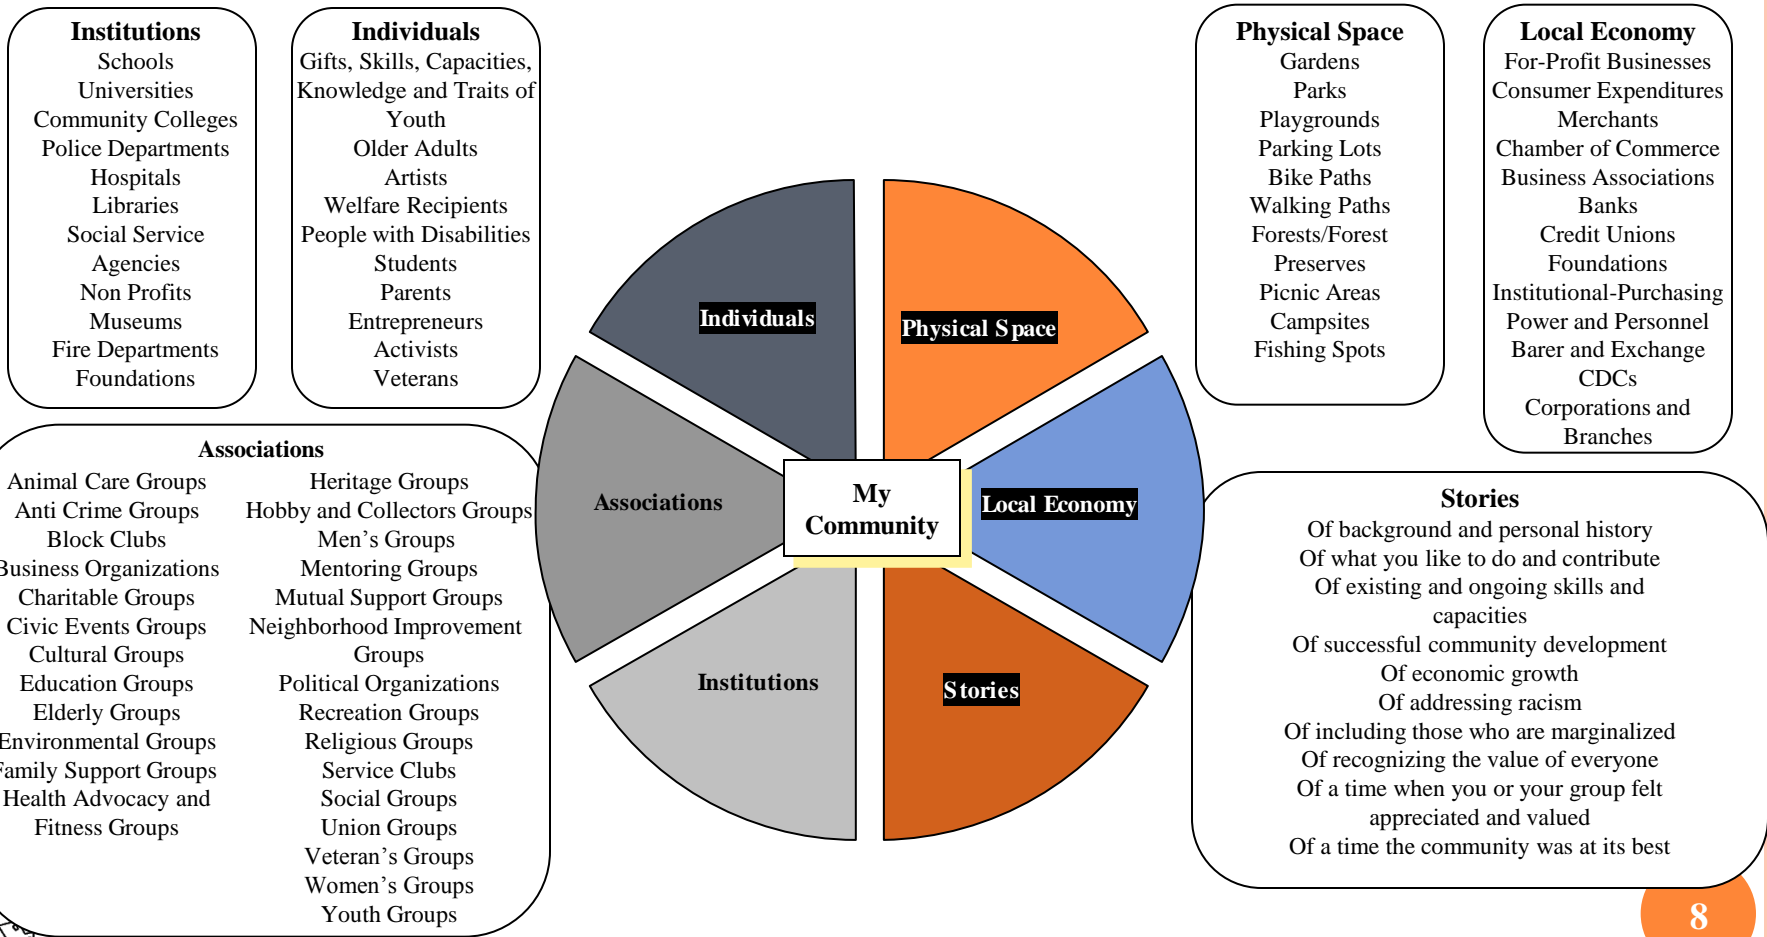 Institutions
Schools
Universities
Community Colleges
Police Departments
Hospitals
Libraries
Social Service
Agencies
Non Profits
Museums
Fire Departments
Foundations
Individuals
Gifts, Skills, Capacities,
Knowledge and Traits of
Youth
Older Adults
Artists
Welfare Recipients
People with Disabilities
Students
Parents
Entrepreneurs
Activists
Veterans
Physical Space
Gardens
Parks
Playgrounds
Parking Lots
Bike Paths
Walking Paths
Forests/Forest
Preserves
Picnic Areas
Campsites
Fishing Spots
Local Economy
For-Profit Businesses
Consumer Expenditures
Merchants
Chamber of Commerce
Business Associations
Banks
Credit Unions
Foundations
Institutional-Purchasing
Power and Personnel
Barer and Exchange
CDCs
Corporations and
Branches
Individuals
Physical Space
Associations
My
Community
Local Economy
Institutions
Stories
Associations
Animal Care Groups
Anti Crime Groups
Block Clubs
Business Organizations
Charitable Groups
Civic Events Groups
Cultural Groups
Education Groups
Elderly Groups
Environmental Groups
Family Support Groups
Health Advocacy and
Fitness Groups
Heritage Groups
Hobby and Collectors Groups
Men's Groups
Mentoring Groups
Mutual Support Groups
Neighborhood Improvement
Groups
Political Organizations
Recreation Groups
Religious Groups
Service Clubs
Social Groups
Union Groups
Veteran's Groups
Women's Groups
Youth Groups
Stories
Of background and personal history
Of what you like to do and contribute
Of existing and ongoing skills and
capacities
Of successful community development
Of economic growth
Of addressing racism
Of including those who are marginalized
Of recognizing the value of everyone
Of a time when you or your group felt
appreciated and valued
Of a time the community was at its best
8